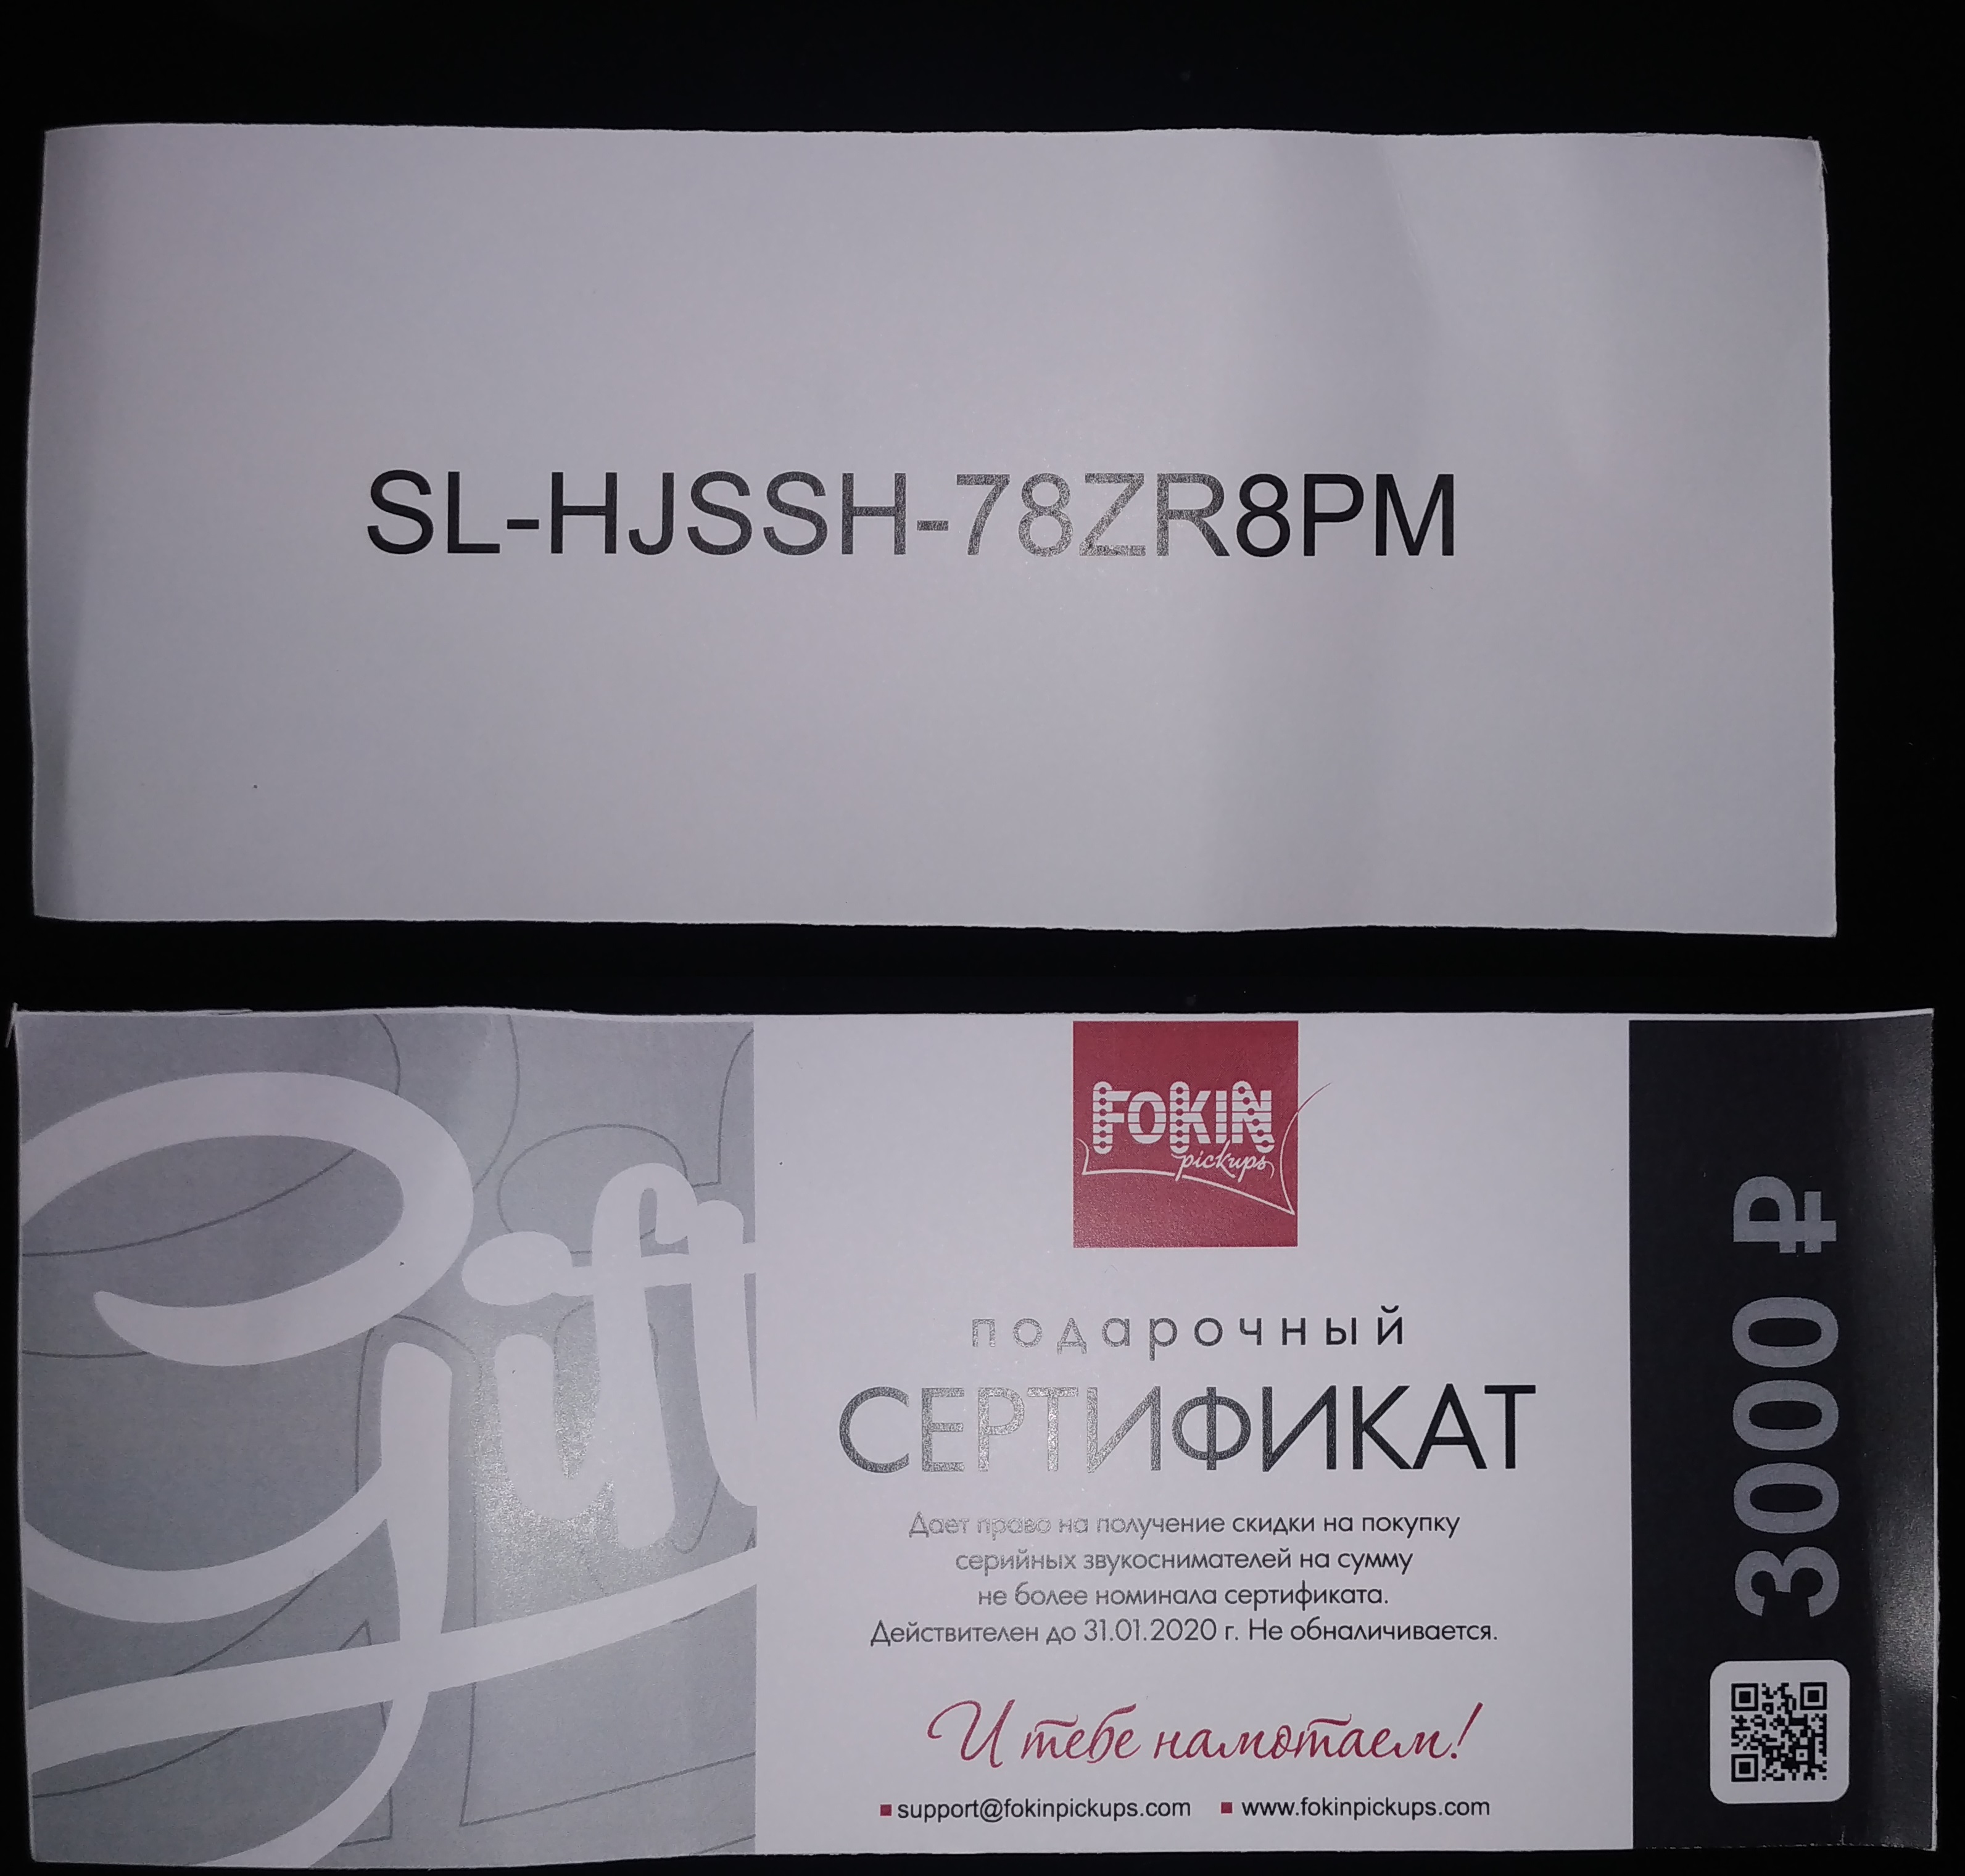 SL-HJSSH-78ZR8PM
Gift
FOKIN
pickups
подарочный
СЕРТИФИКАТ
Дает право на получение скидки на покупку
серийных звукоснимателей на сумму
не более номинала сертификата.
Действителен до 31.01.2020 г. Не обналичивается.
И тебе намотаем!
support@fokinpickups.com www.fokinpickups.com
3000 ₽